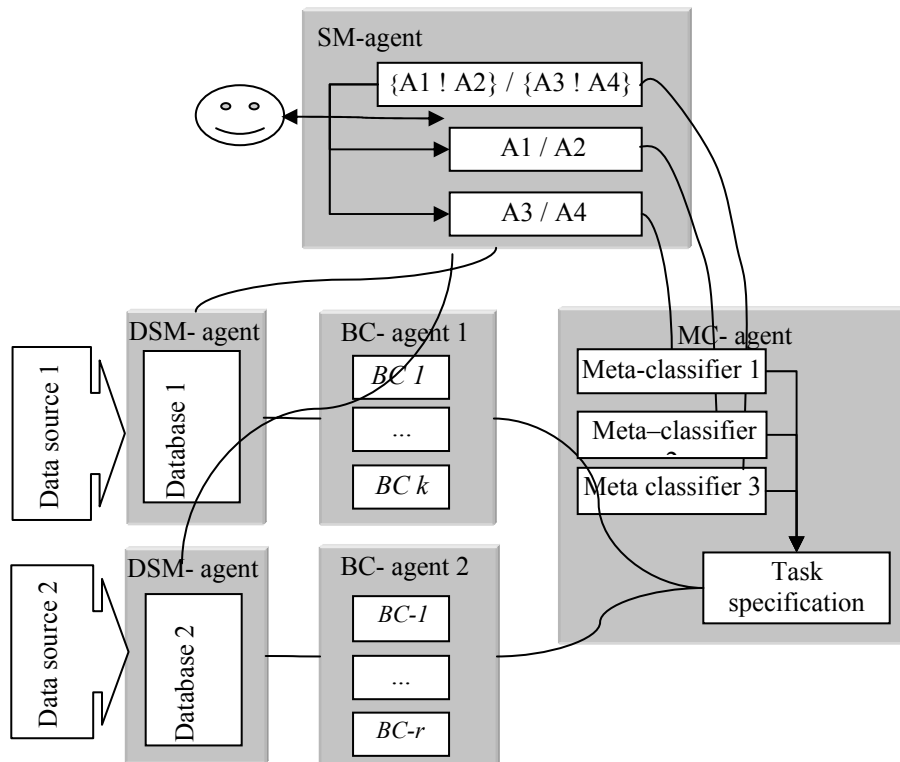 SM-agent
{A1 ! A2} / {A3 ! A4}
A1 / A2
A3 / A4
DSM- agent
Data source 1
Database 1
BC- agent 1
BC 1
...
BC k
MC- agent
Meta-classifier 1
Meta–classifier
Meta classifier 3
Task
specification
DSM- agent
Data source 2
Database 2
BC- agent 2
BC-1
...
BC-r